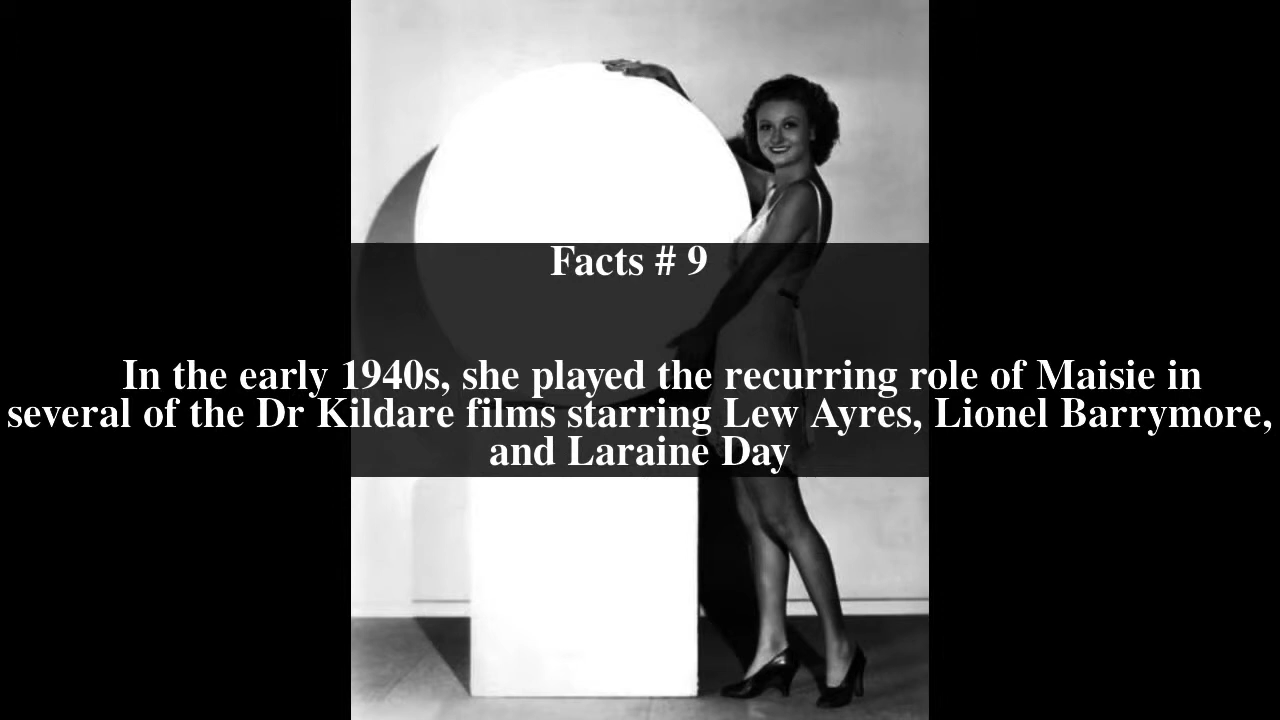 Facts # 9
In the early 1940s, she played the recurring role of Maisie in
several of the Dr Kildare films starring Lew Ayres, Lionel Barrymore,
and Laraine Day